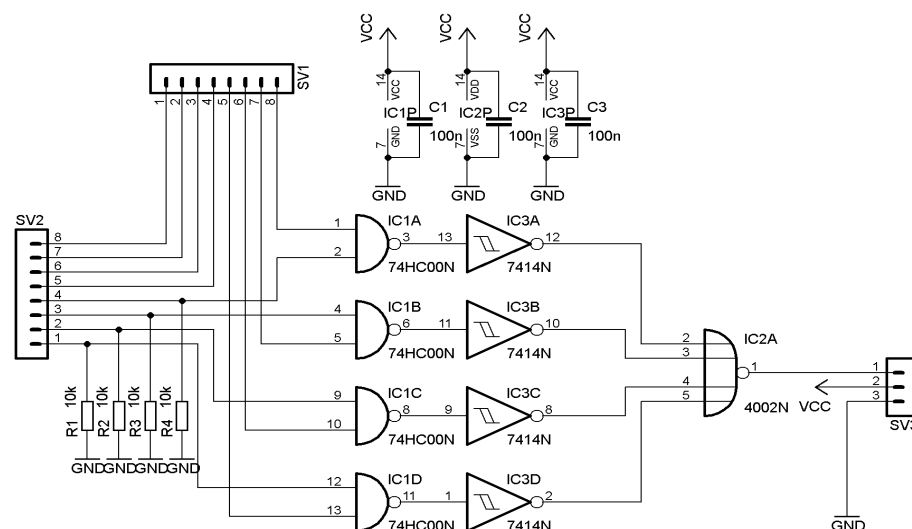 VCC
VCC
VCC
SV1
1 2 3 4 5 6 7 8
14 VCC
IC1P
C1
100n
7 GND
GND
14 VDD
IC2P
C2
100n
7 VSS
GND
14 VCC
IC3P
C3
100n
7 GND
GND
SV2
8
7
6
5
4
3
2
1
R1 10k
R2 10k
R3 10k
R4 10k
GND
GND
GND
GND
1
2
IC1A
3
74HC00N
13
IC3A
12
7414N
4
5
IC1B
6
74HC00N
11
IC3B
10
7414N
9
10
IC1C
8
74HC00N
9
IC3C
8
7414N
12
13
IC1D
11
74HC00N
1
IC3D
2
7414N
2
3
4
5
IC2A
1
4002N
1
2
3
VCC
SV3
GND